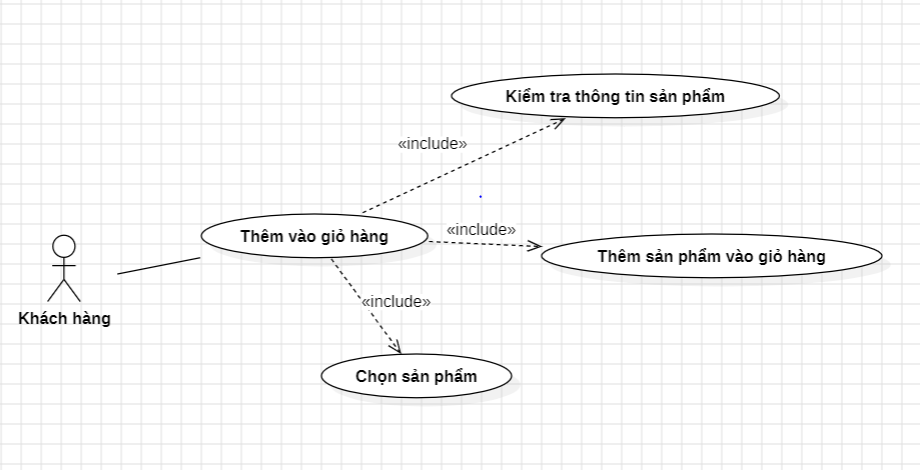 Kiểm tra thông tin sản phẩm
«include»
Thêm vào giỏ hàng
«include»
Thêm sản phẩm vào giỏ hàng
«include»
Khách hàng
Chọn sản phẩm